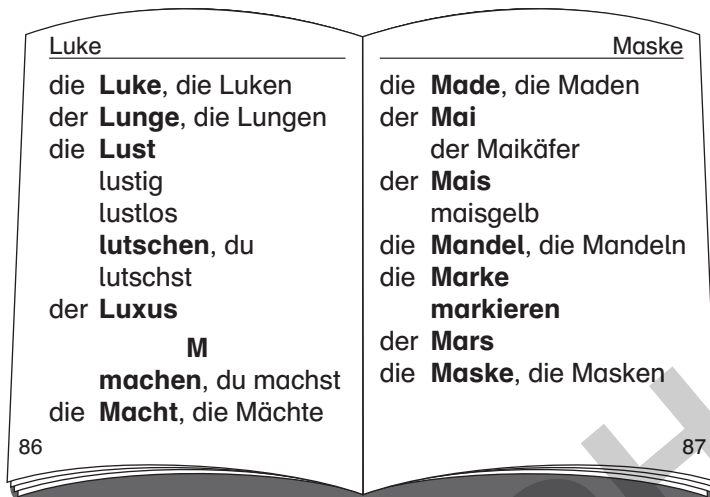 Luke
die Luke, die Luken
der Lunge, die Lungen
die Lust
lustig
lustlos
lutschen, du
lutschst
der Luxus
M
machen, du machst
die Macht, die Mächte
86
Maske
die Made, die Maden
der Mai
der Maikäfer
der Mais
maisgelb
die Mandel, die Mandeln
die Marke
markieren
der Mars
die Maske, die Masken
87